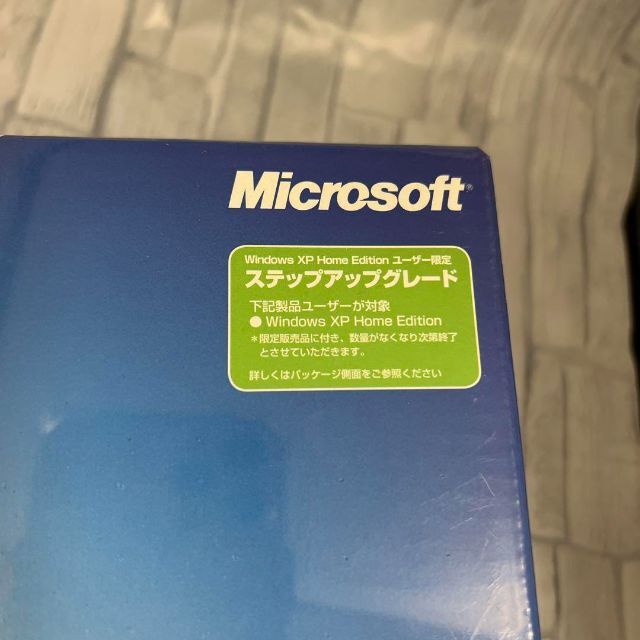 Microsoft®
Windows XP Home Edition ユーザー限定
ステップアップグレード
下記製品ユーザーが対象
● Windows XP Home Edition
＊限定販売品に付き、数量がなくなり次第終了
とさせていただきます。
詳しくはパッケージ側面をご参照ください